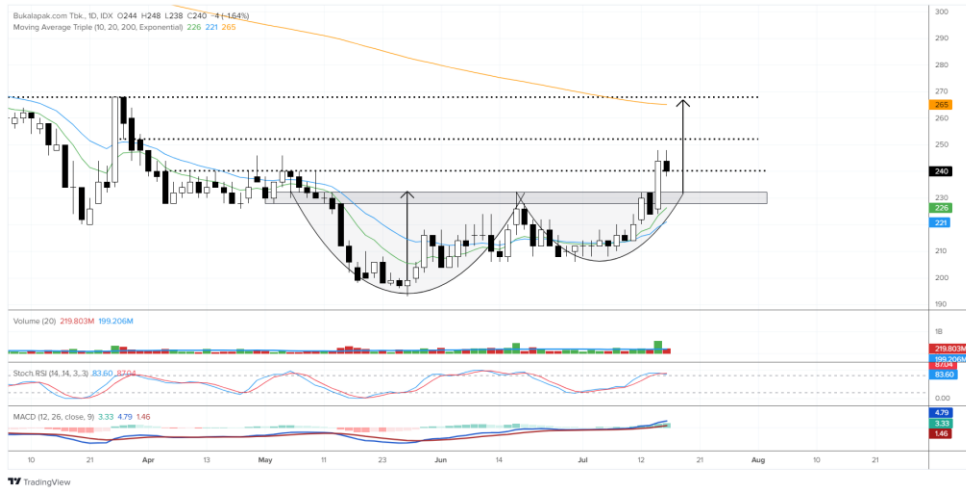 Bukalapak.com Tbk., 1D, IDX O244 H248 L238 C240 -4 (-1.64%)
Moving Average Triple (10, 20, 200, Exponential) 226 221 265
300
290
280
270
265
260
250
240
230
226
221
210
200
190
Volume (20) 219.803M 199.206M
1B
219.803M
199.206M
Stoch RSI (14, 14, 3, 3) 83.60 87.04
87.04
83.60
0.00
MACD (12, 26, close, 9) 3.33 4.79 1.46
4.79
3.33
1.46
10 21 Apr 13 May 11 23 Jun 14 Jul 12 21 Aug 10 21
TradingView